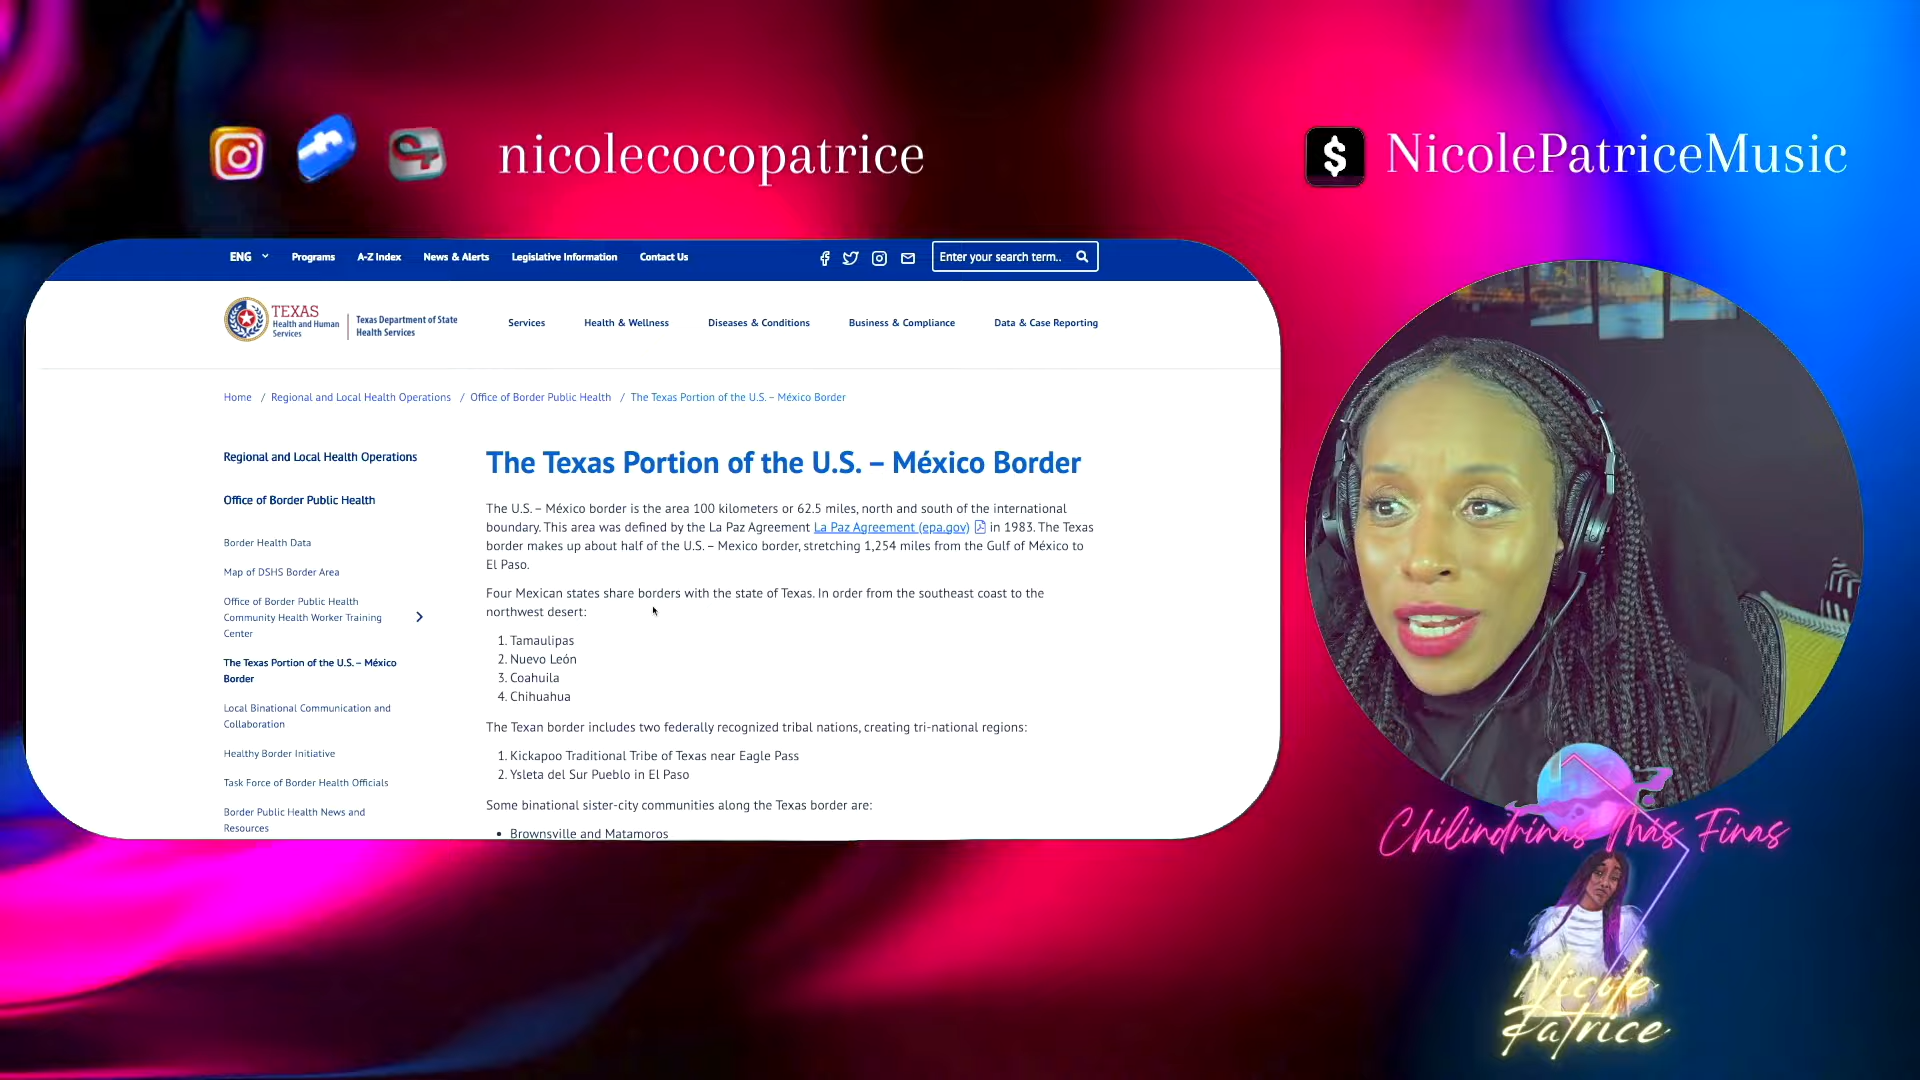 nicolecocopatrice
NicolePatriceMusic
ENG
Programs
A-Z Index
News & Alerts
Legislative Information
Contact Us
Enter your search term..
TEXAS
Health and Human
Services
Texas Department of State
Health Services
Services
Health & Wellness
Diseases & Conditions
Business & Compliance
Data & Case Reporting
Home / Regional and Local Health Operations / Office of Border Public Health / The Texas Portion of the U.S. – México Border
Regional and Local Health Operations
Office of Border Public Health
Border Health Data
Map of DSHS Border Area
Office of Border Public Health
Community Health Worker Training
Center
The Texas Portion of the U.S. – México
Border
Local Binational Communication and
Collaboration
Healthy Border Initiative
Task Force of Border Health Officials
Border Public Health News and
Resources
The Texas Portion of the U.S. – México Border
The U.S. – México border is the area 100 kilometers or 62.5 miles, north and south of the international
boundary. This area was defined by the La Paz Agreement La Paz Agreement (epa.gov) in 1983. The Texas
border makes up about half of the U.S. – Mexico border, stretching 1,254 miles from the Gulf of México to
El Paso.
Four Mexican states share borders with the state of Texas. In order from the southeast coast to the
northwest desert:
1. Tamaulipas
2. Nuevo León
3. Coahuila
4. Chihuahua
The Texan border includes two federally recognized tribal nations, creating tri-national regions:
1. Kickapoo Traditional Tribe of Texas near Eagle Pass
2. Ysleta del Sur Pueblo in El Paso
Some binational sister-city communities along the Texas border are:
• Brownsville and Matamoros
Chilindrinas Más Finas
Nicole
Patrice